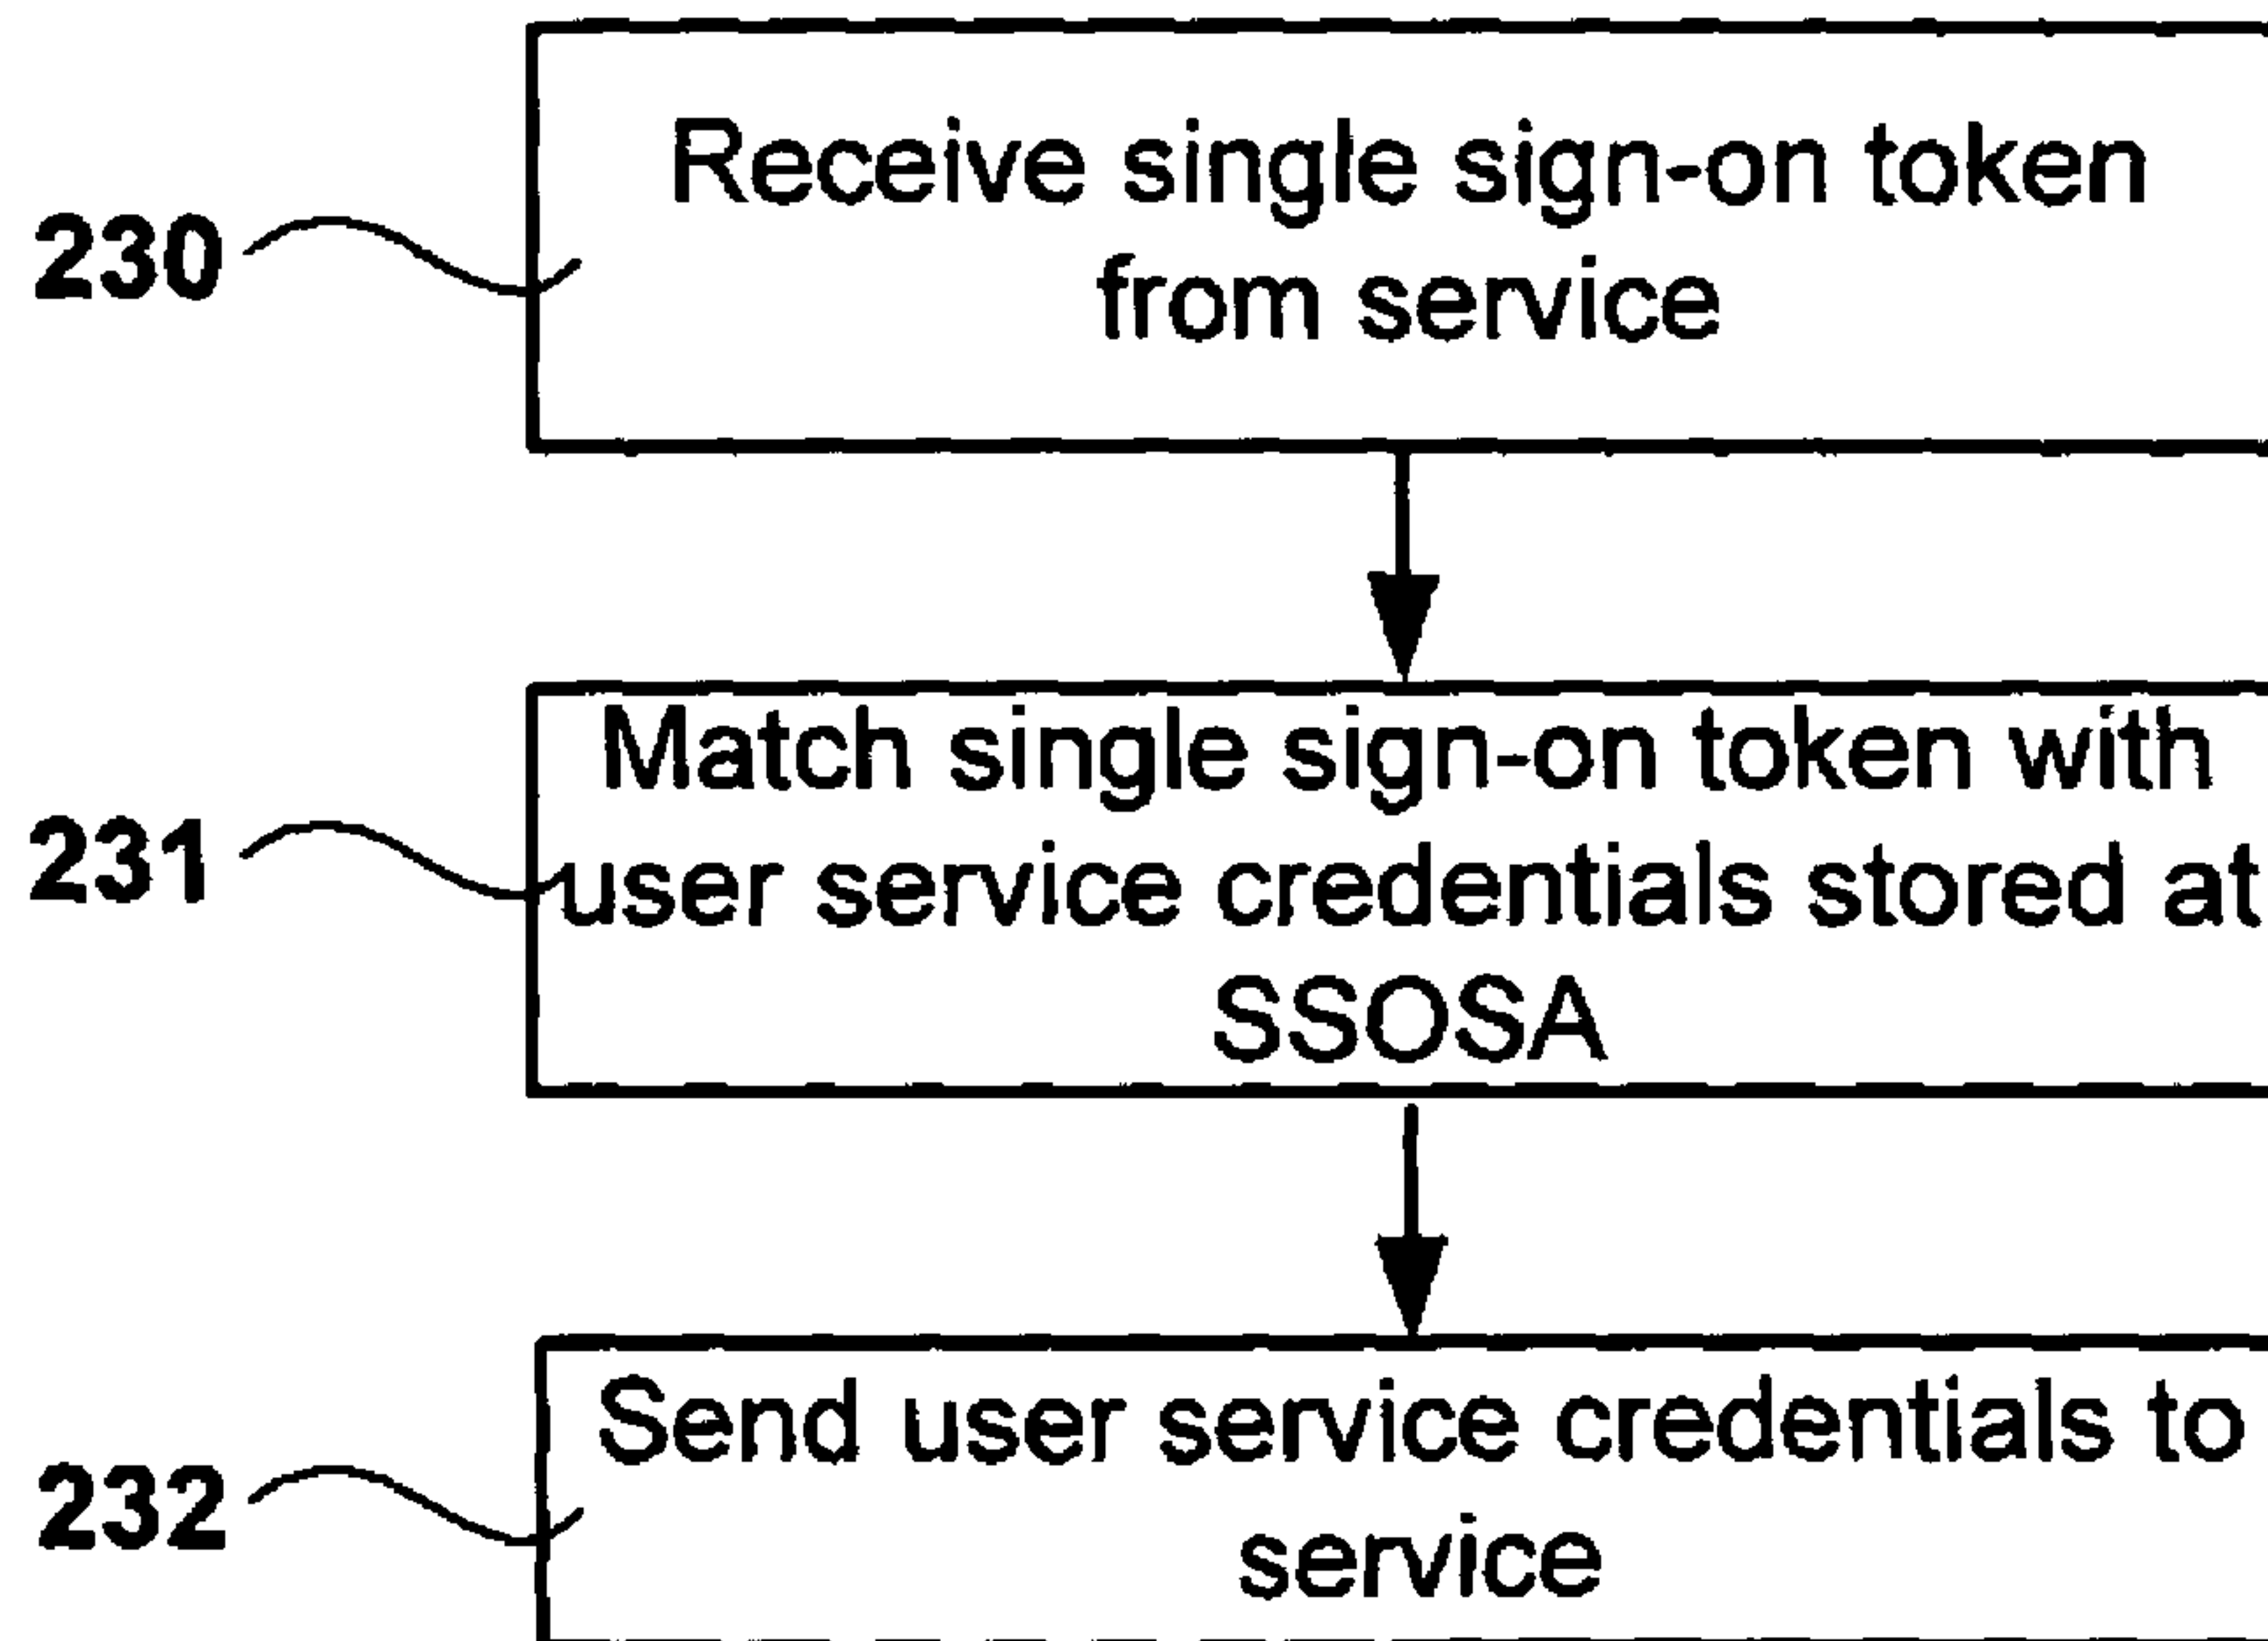 Receive single sign-on token
from service
230
Match single sign-on token with
user service credentials stored at
SSOSA
231
Send user service credentials to
service
232